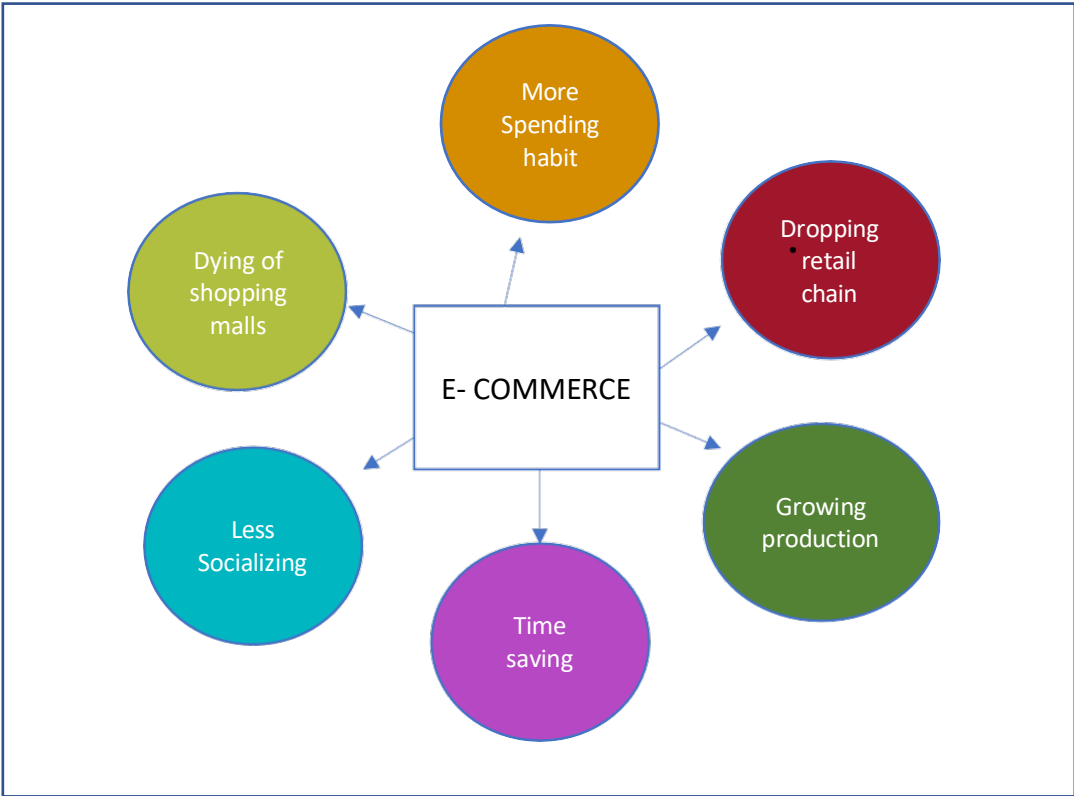 More
Spending
habit
Dropping
retail
chain
Dying of
shopping
malls
E- COMMERCE
Growing
production
Less
Socializing
Time
saving